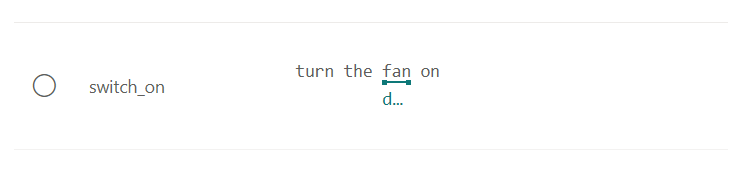 turn the fan on
switch_on
d...